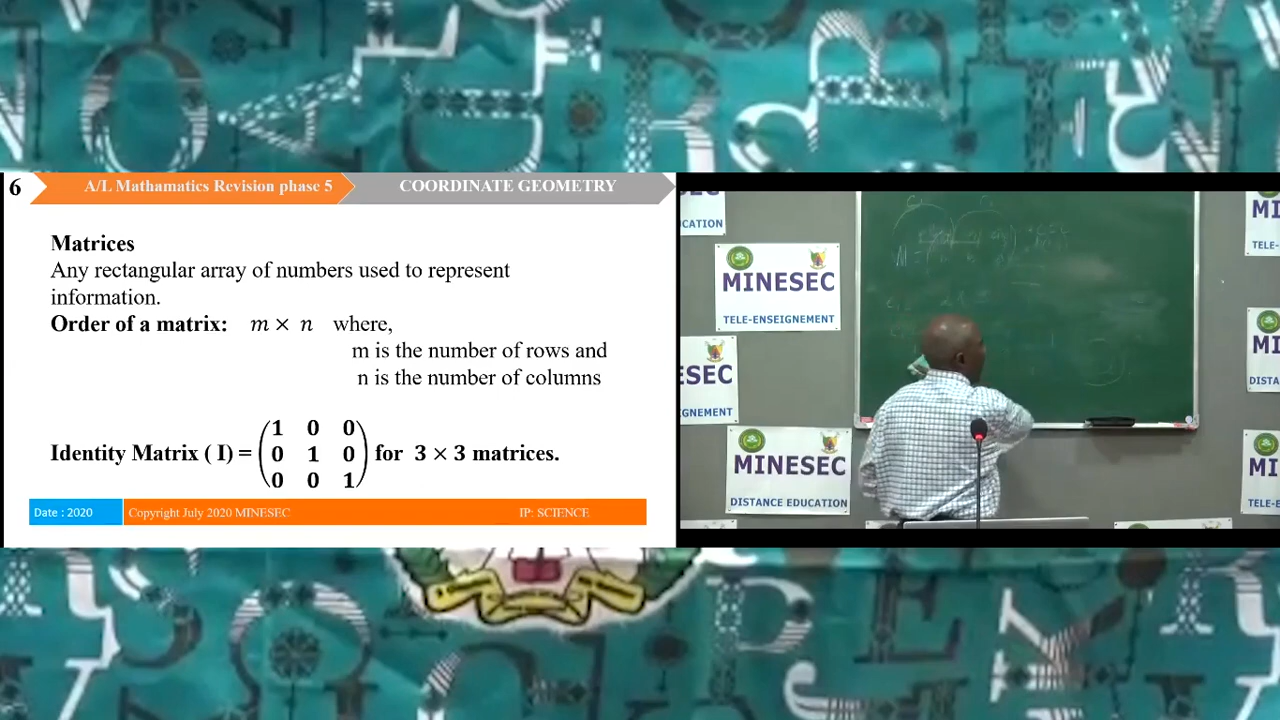 6 A/L Mathamatics Revision phase 5 COORDINATE GEOMETRY
Matrices
Any rectangular array of numbers used to represent
information.
Order of a matrix: m × n where,
m is the number of rows and
n is the number of columns
1 0 0
Identity Matrix ( I) = 0 1 0 for 3 × 3 matrices.
0 0 1
Date : 2020 Copyright July 2020 MINESEC IP: SCIENCE
CATION
MINESEC
TELE-ENSEIGNEMENT
ESEC
GNEMENT
MINESEC
DISTANCE EDUCATION
MI
TELE-
MI
DISTA
MI
TELE-E
M =